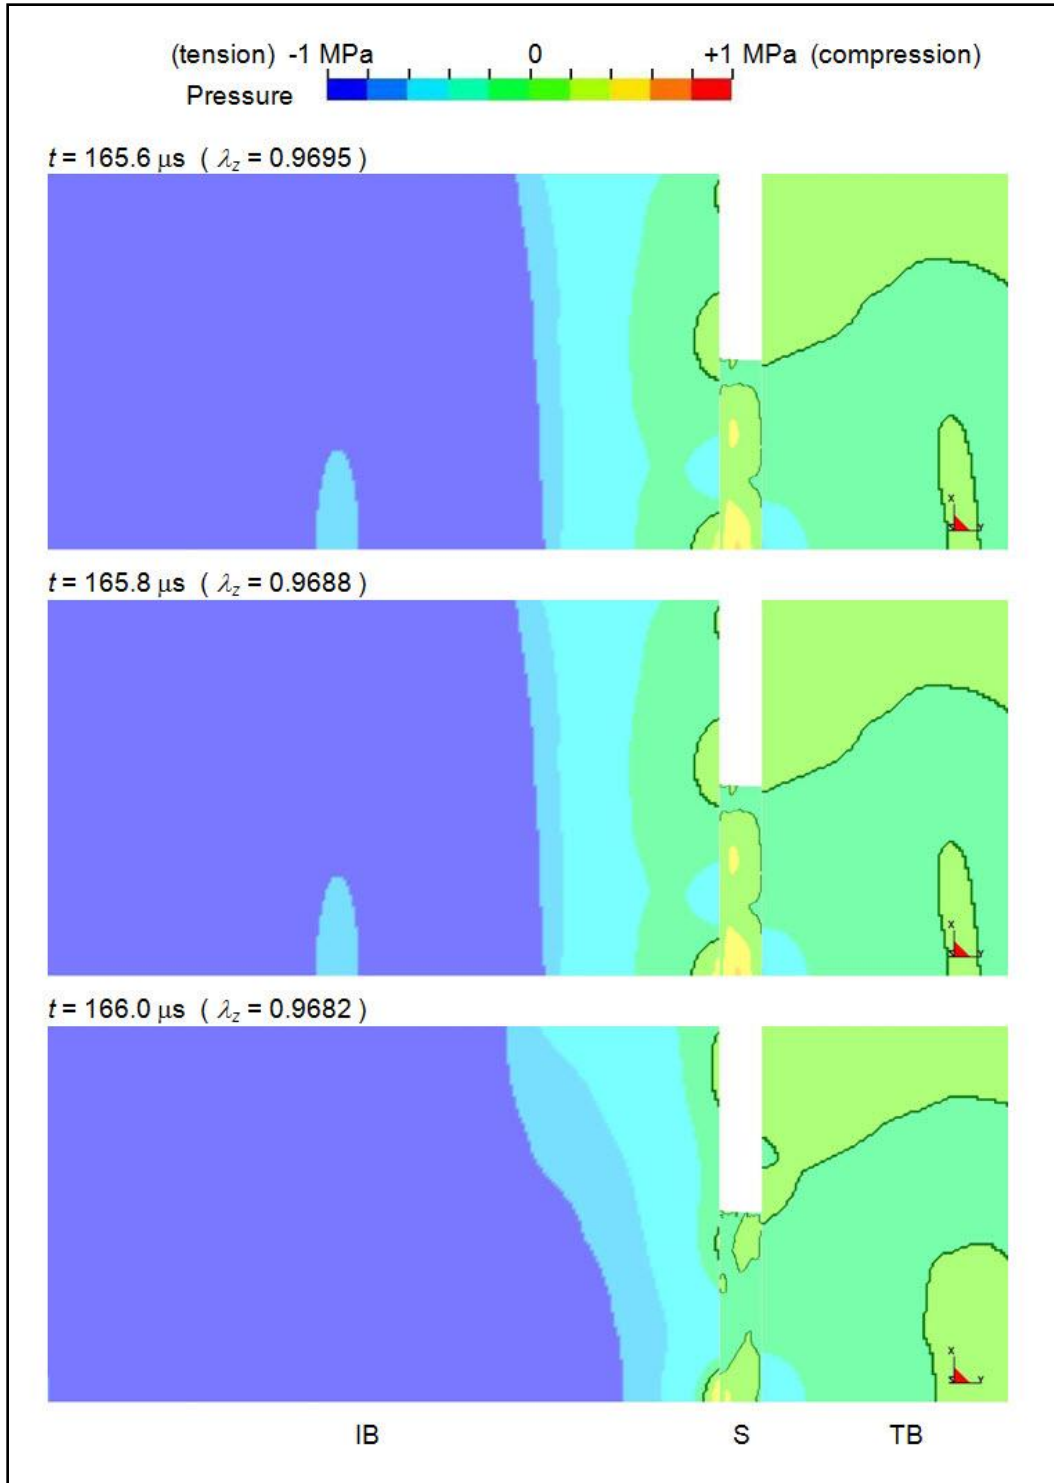 (tension) -1 MPa 0 +1 MPa (compression)
Pressure
t = 165.6 μs ( λz = 0.9695 )
X
Y
t = 165.8 μs ( λz = 0.9688 )
X
Y
t = 166.0 μs ( λz = 0.9682 )
X
Y
IB S TB